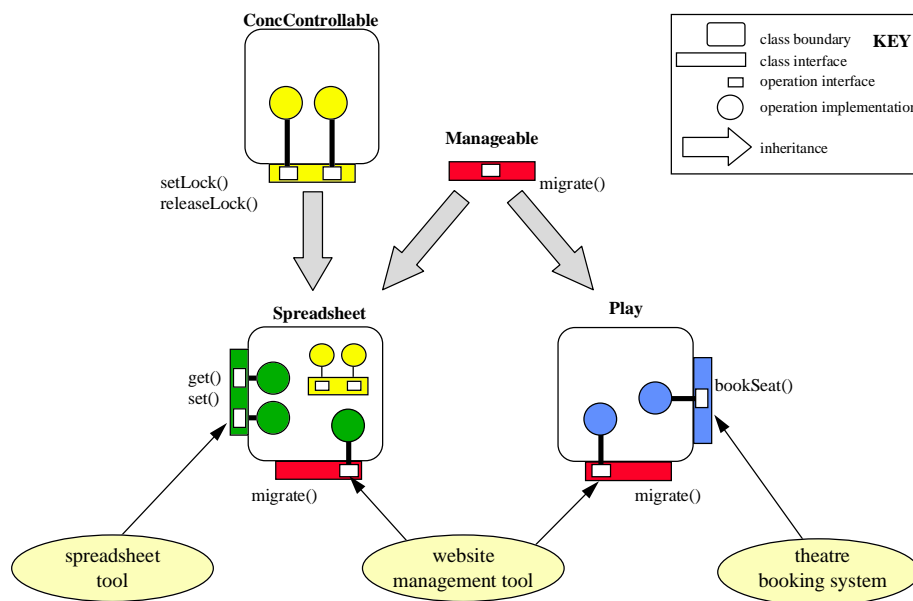 ConcControllable
class boundary
KEY
class interface
operation interface
operation implementation
inheritance
Manageable
setLock()
releaseLock()
migrate()
Spreadsheet
Play
get()
set()
bookSeat()
migrate()
migrate()
spreadsheet
tool
website
management tool
theatre
booking system